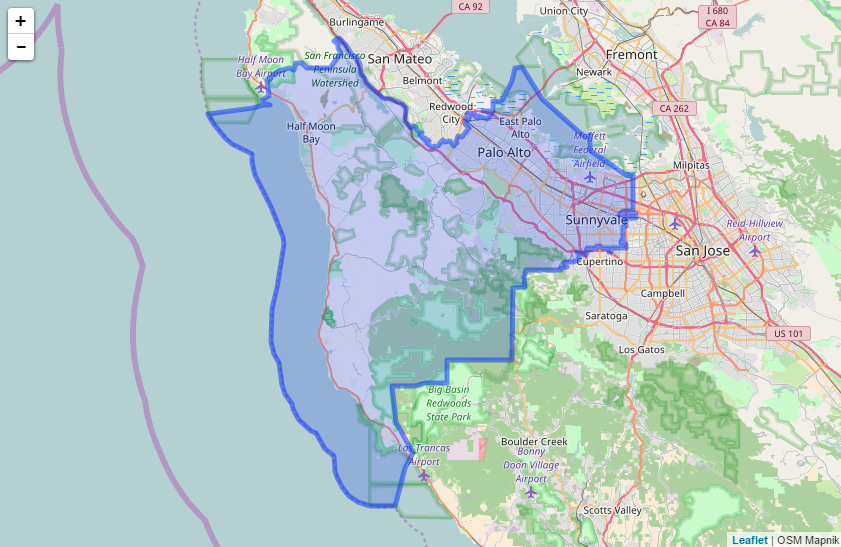 +
−
Burlingame
CA 92
I 680
CA 84
Union City
San Mateo
Fremont
San Francisco
Peninsula
Watershed
Half Moon
Bay Airport
Belmont
Newark
Redwood
City
CA 262
East Palo
Alto
Half Moon
Bay
Palo Alto
Moffett
Federal
Airfield
Milpitas
Sunnyvale
Reid-Hillview
Airport
San Jose
Cupertino
Campbell
Saratoga
US 101
Los Gatos
Big Basin
Redwoods
State Park
Las Trancas
Airport
Boulder Creek
Bonny
Doon Village
Airport
Scotts Valley
Leaflet | OSM Mapnik